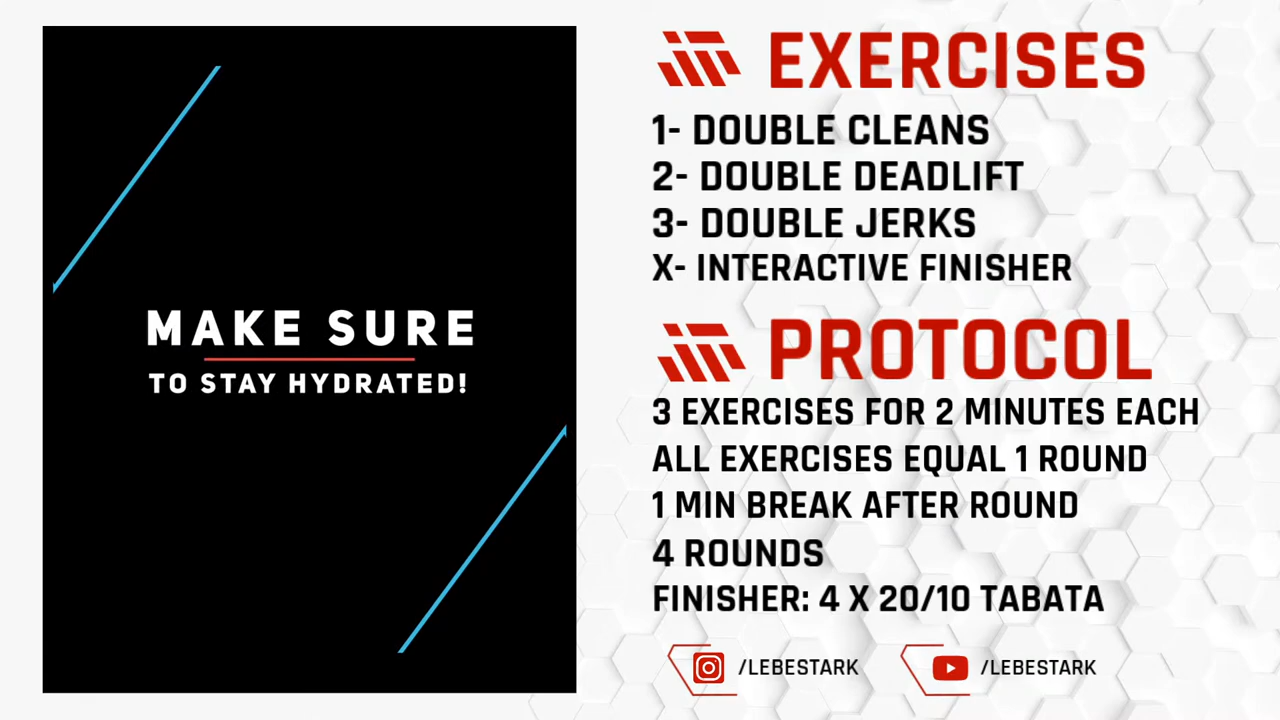 MAKE SURE
TO STAY HYDRATED!
EXERCISES
1- DOUBLE CLEANS
2- DOUBLE DEADLIFT
3- DOUBLE JERKS
X- INTERACTIVE FINISHER
PROTOCOL
3 EXERCISES FOR 2 MINUTES EACH
ALL EXERCISES EQUAL 1 ROUND
1 MIN BREAK AFTER ROUND
4 ROUNDS
FINISHER: 4 X 20/10 TABATA
/LEBESTARK
/LEBESTARK